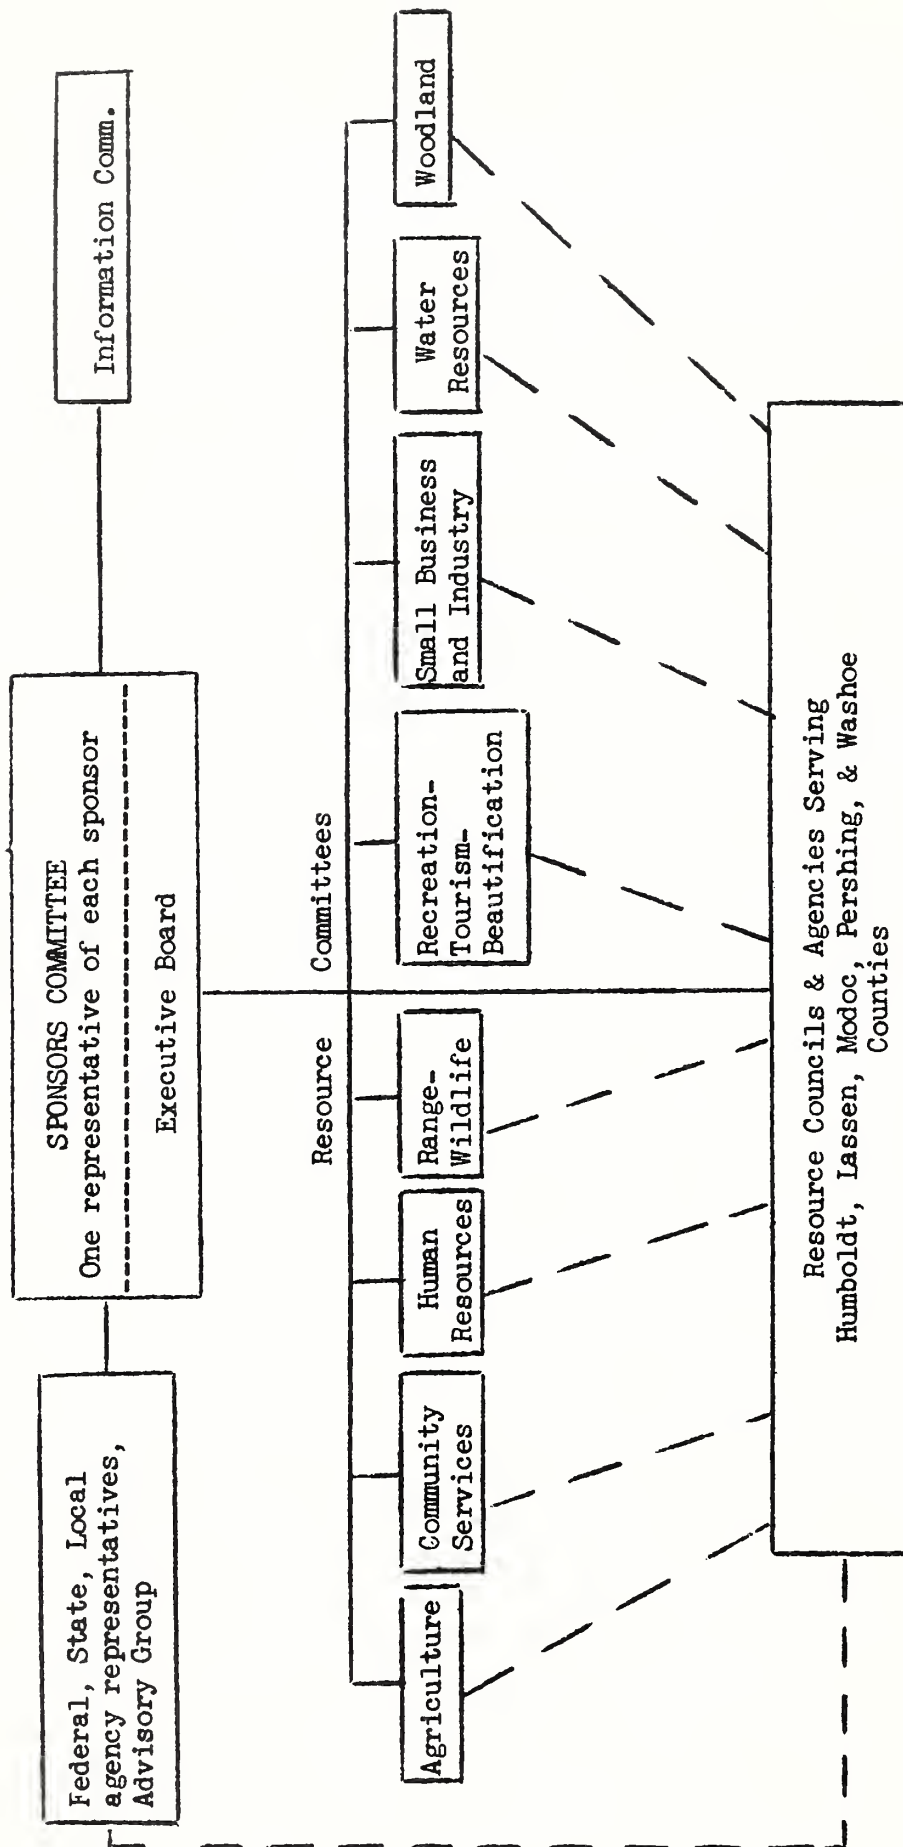 Federal, State, Local
agency representatives,
Advisory Group
SPONSORS COMMITTEE
One representative of each sponsor
Executive Board
Information Comm.
Resource Committees
Agriculture
Community
Services
Human
Resources
Range-
Wildlife
Recreation-
Tourism-
Beautification
Small Business
and Industry
Water
Resources
Woodland
Resource Councils & Agencies Serving
Humboldt, Lassen, Modoc, Pershing, & Washoe
Counties